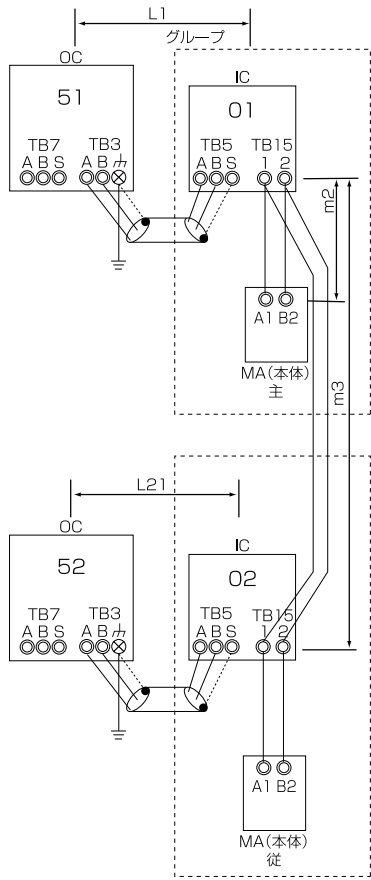 L1
グループ
OC
IC
51
01
TB7
TB3
TB5
TB15
A B S
A B
A B S
1 2
m2
A1 B2
MA(本体)
主
m3
L21
OC
IC
52
02
TB7
TB3
TB5
TB15
A B S
A B
A B S
1 2
A1 B2
MA(本体)
従